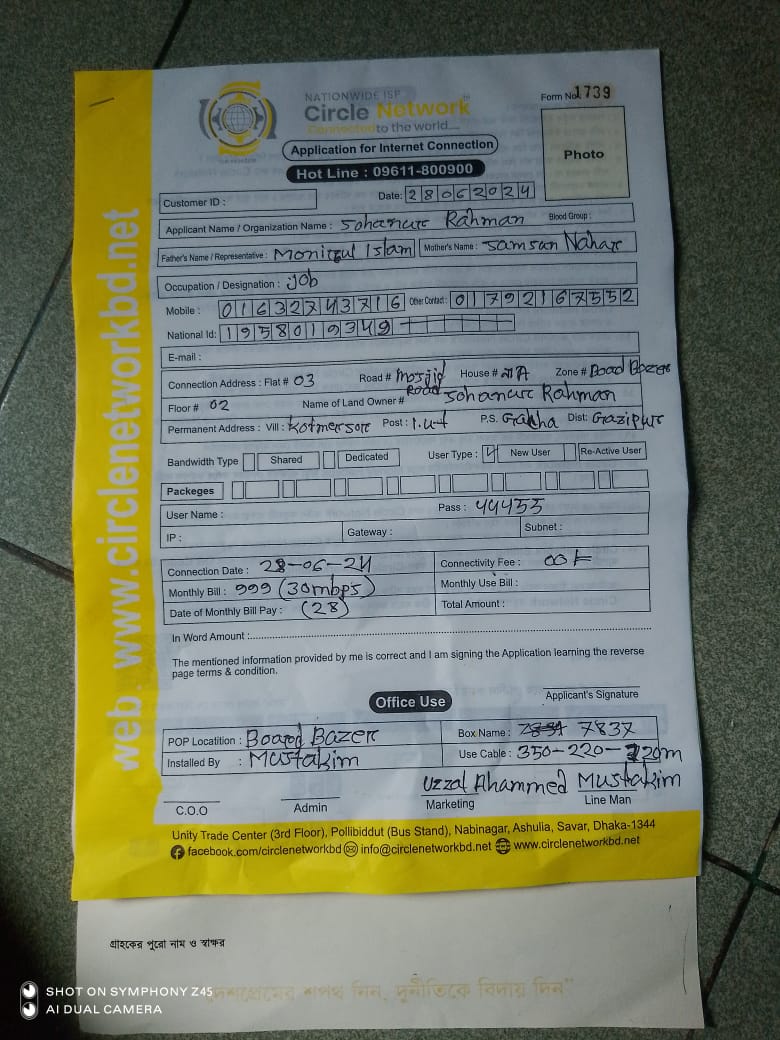 NATIONWIDE ISP
Circle Network
Connected to the world....
Form No. 1739
Application for Internet Connection
Photo
Hot Line : 09611-800900
Customer ID :
Date: 28062024
Applicant Name / Organization Name : Sohanur Rahman Blood Group :
Father's Name / Representative : Monirul Islam Mother's Name : Samsun Nahar
Occupation / Designation : Job
Mobile : 01632743716 Other Contact : 01792167552
National Id: 1958019349
E-mail :
Connection Address : Flat # 03 Road # Mosjid Road House # Zone # Board Bazer
Floor # 02 Name of Land Owner # Sohanur Rahman
Permanent Address : Vill : Post : P.S. Dist: Gazipur
Bandwidth Type Shared Dedicated User Type : New User Re-Active User
Packeges
User Name : Pass : 44455
IP : Gateway : Subnet :
Connection Date : 28-06-24 Connectivity Fee :
Monthly Bill : 999 (30mbps) Monthly Use Bill :
Date of Monthly Bill Pay : (28) Total Amount :
In Word Amount :
The mentioned information provided by me is correct and I am signing the Application learning the reverse
page terms & condition.
Applicant's Signature
Office Use
POP Locatition : Board Bazer Box Name : 7837
Installed By : Mustakim Use Cable : 350-220-
Uzzal Ahammed Mustakim
C.O.O Admin Marketing Line Man
Unity Trade Center (3rd Floor), Pollibiddut (Bus Stand), Nabinagar, Ashulia, Savar, Dhaka-1344
facebook.com/circlenetworkbd info@circlenetworkbd.net www.circlenetworkbd.net
web. www.circlenetworkbd.net
গ্রাহকের পুরো নাম ও স্বাক্ষর
দেশপ্রেমের শপথ নিন, দুর্নীতিকে বিদায় দিন"
SHOT ON SYMPHONY Z45
AI DUAL CAMERA